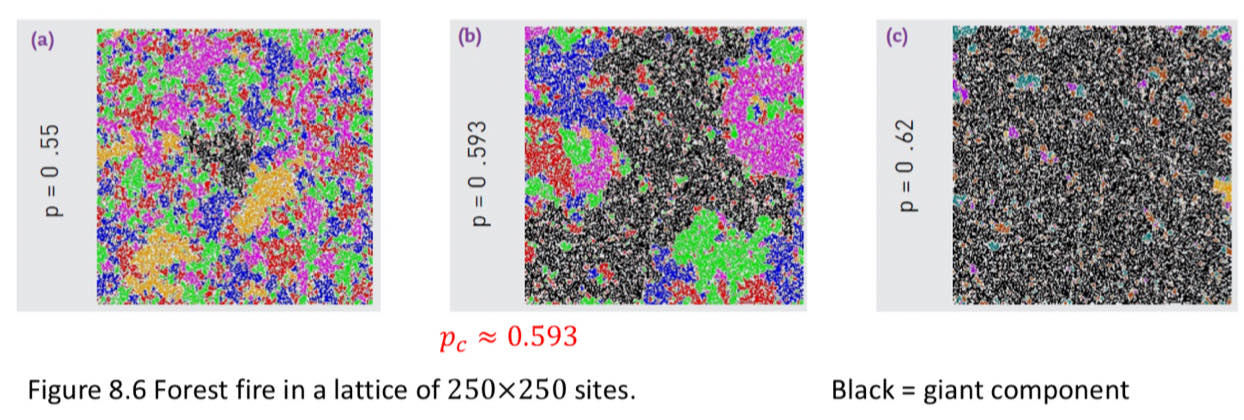 (a)
p = 0 .55
(b)
p = 0 .593
(c)
p = 0 .62
p_c ≈ 0.593
Figure 8.6 Forest fire in a lattice of 250×250 sites.
Black = giant component